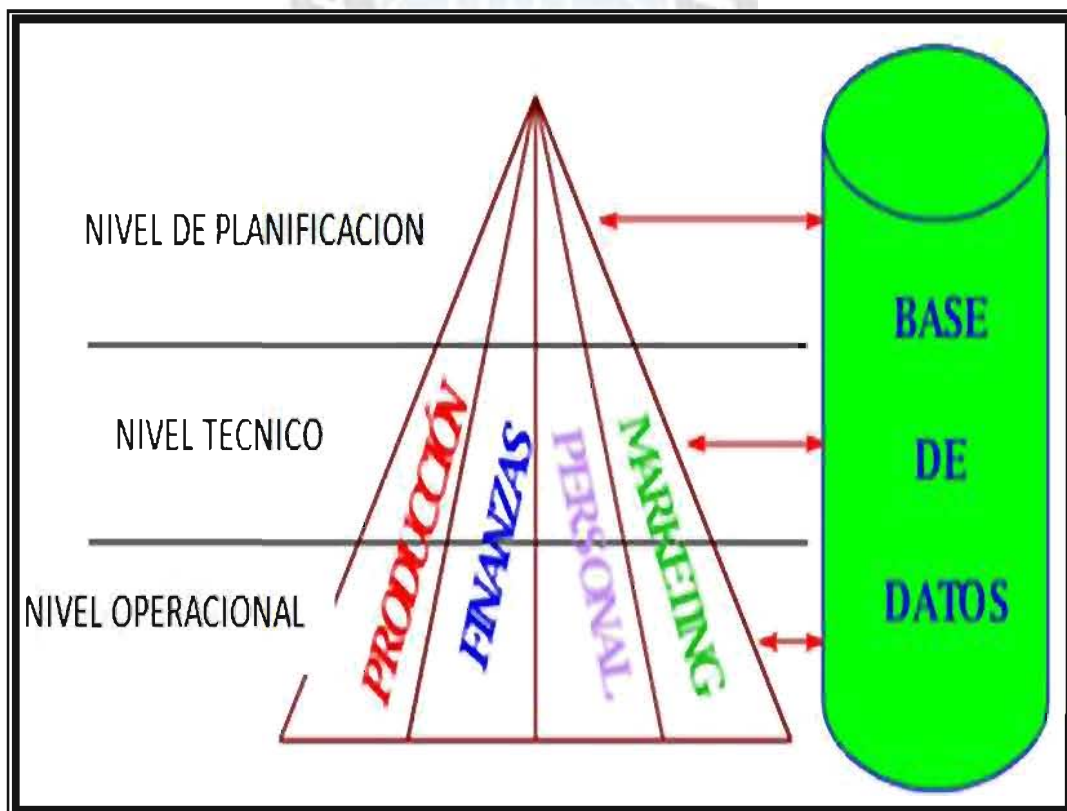 NIVEL DE PLANIFICACION
NIVEL TECNICO
NIVEL OPERACIONAL
PRODUCCIÓN
FINANZAS
PERSONAL
MARKETING
BASE
DE
DATOS